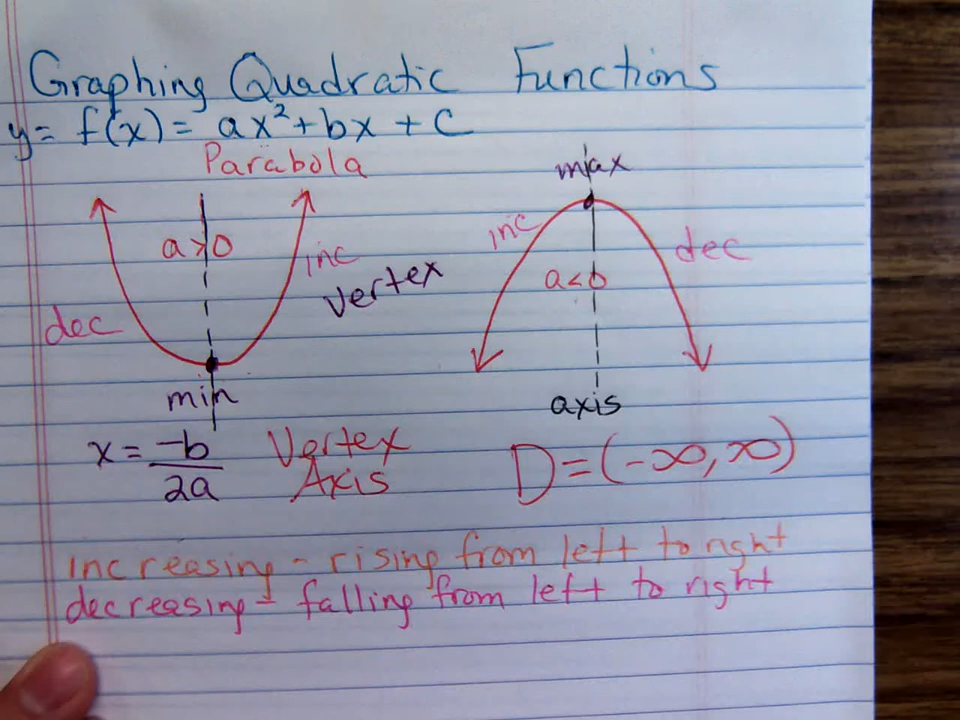 Graphing Quadratic Functions
y = f(x) = ax² + bx + c
Parabola
max
a > 0
inc
inc
dec
vertex
a < 0
dec
min
axis
x = -b/2a
Vertex
Axis
D = (-∞, ∞)
increasing - rising from left to right
decreasing - falling from left to right